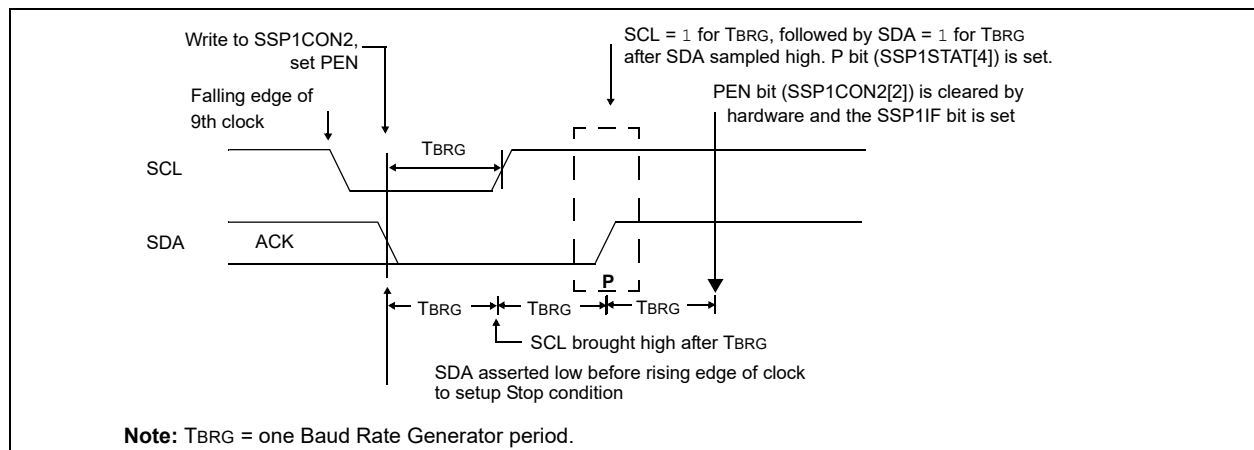 Write to SSP1CON2,
set PEN
SCL = 1 for TBRG, followed by SDA = 1 for TBRG
after SDA sampled high. P bit (SSP1STAT[4]) is set.
Falling edge of
9th clock
PEN bit (SSP1CON2[2]) is cleared by
hardware and the SSP1IF bit is set
TBRG
SCL
SDA
ACK
P
TBRG
TBRG
TBRG
SCL brought high after TBRG
SDA asserted low before rising edge of clock
to setup Stop condition
Note: TBRG = one Baud Rate Generator period.